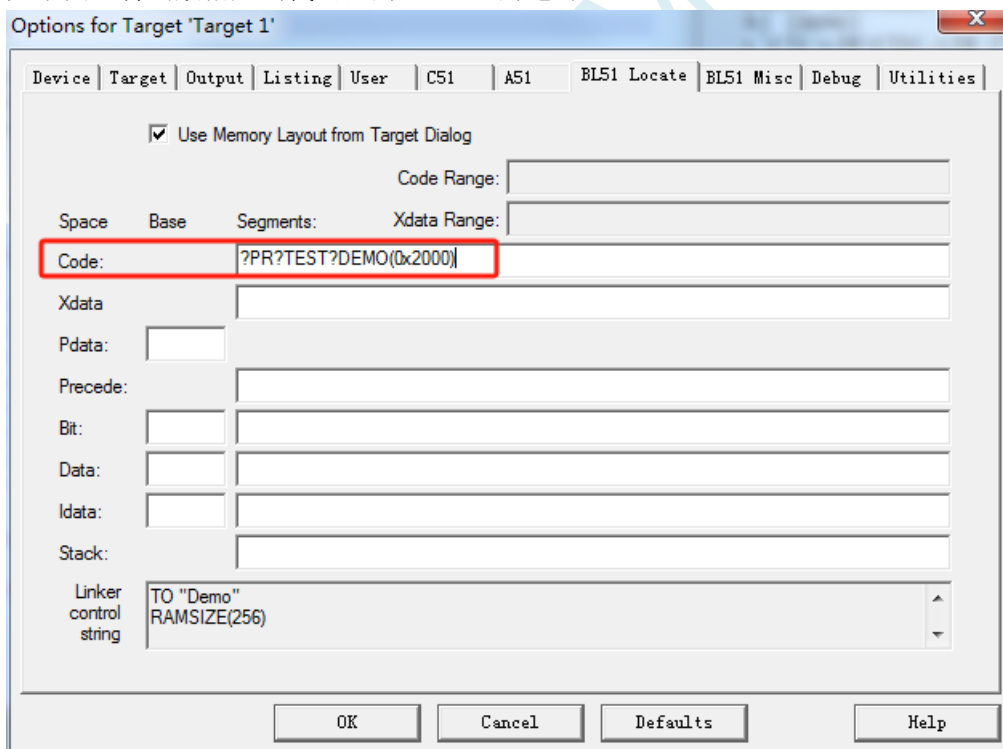 Options for Target 'Target 1'
Device Target Output Listing User C51 A51 BL51 Locate BL51 Misc Debug Utilities
Use Memory Layout from Target Dialog
Code Range:
Space Base Segments: Xdata Range:
Code: ?PR?TEST?DEMO(0x2000)
Xdata
Pdata:
Precede:
Bit:
Data:
Idata:
Stack:
Linker
control
string
TO "Demo"
RAMSIZE(256)
OK Cancel Defaults Help